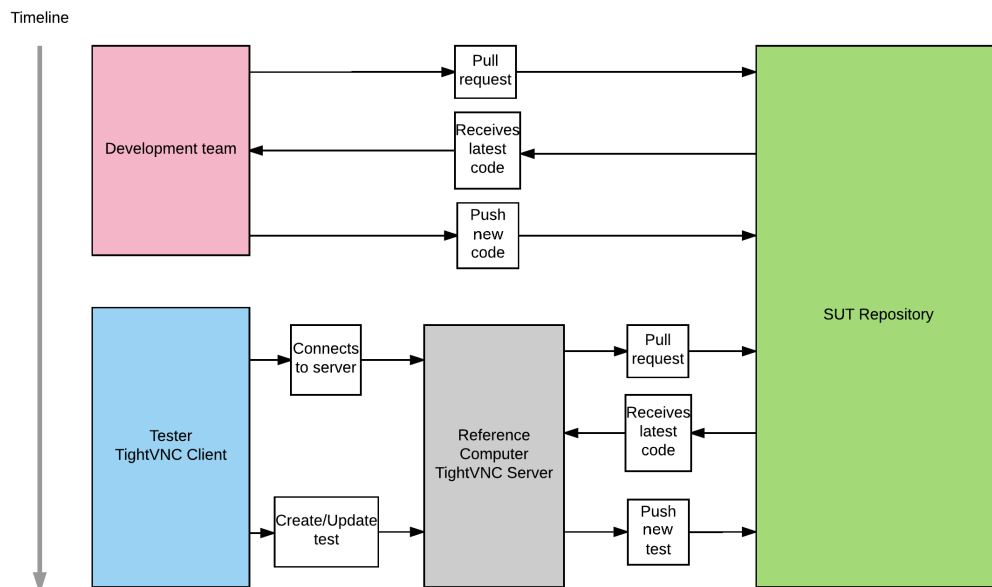 Timeline
Pull
request
Development team
Receives
latest
code
Push
new
code
SUT Repository
Connects
to server
Pull
request
Tester
TightVNC Client
Reference
Computer
TightVNC Server
Receives
latest
code
Create/Update
test
Push
new
test